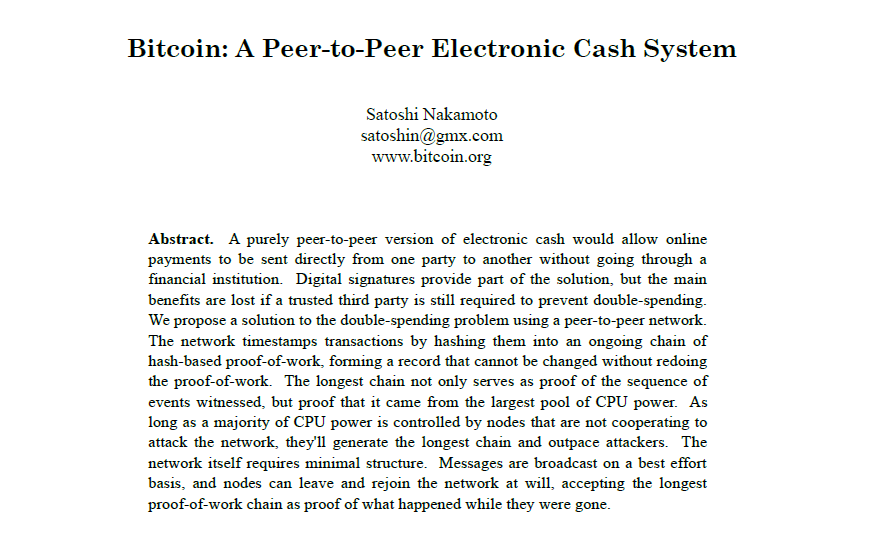 Bitcoin: A Peer-to-Peer Electronic Cash System
Satoshi Nakamoto
satoshin@gmx.com
www.bitcoin.org
Abstract. A purely peer-to-peer version of electronic cash would allow online
payments to be sent directly from one party to another without going through a
financial institution. Digital signatures provide part of the solution, but the main
benefits are lost if a trusted third party is still required to prevent double-spending.
We propose a solution to the double-spending problem using a peer-to-peer network.
The network timestamps transactions by hashing them into an ongoing chain of
hash-based proof-of-work, forming a record that cannot be changed without redoing
the proof-of-work. The longest chain not only serves as proof of the sequence of
events witnessed, but proof that it came from the largest pool of CPU power. As
long as a majority of CPU power is controlled by nodes that are not cooperating to
attack the network, they'll generate the longest chain and outpace attackers. The
network itself requires minimal structure. Messages are broadcast on a best effort
basis, and nodes can leave and rejoin the network at will, accepting the longest
proof-of-work chain as proof of what happened while they were gone.